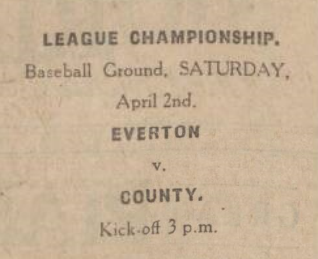 LEAGUE CHAMPIONSHIP.
Baseball Ground, SATURDAY,
April 2nd.
EVERTON
v.
COUNTY.
Kick-off 3 p.m.